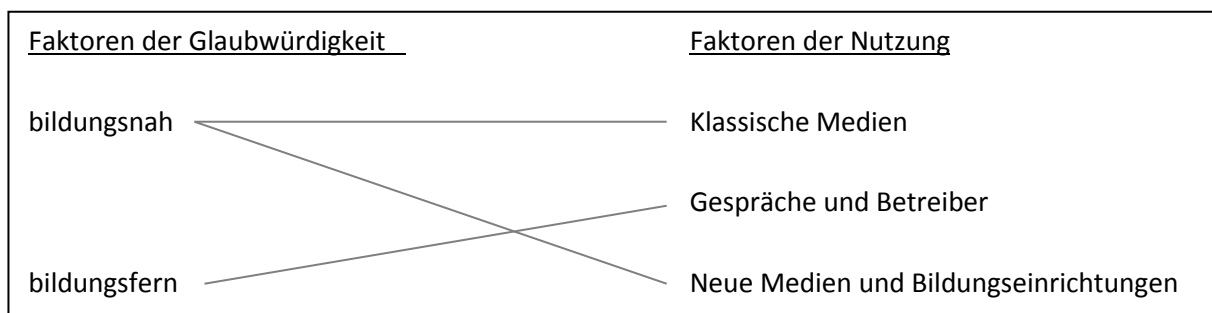 Faktoren der Glaubwürdigkeit
Faktoren der Nutzung
bildungsnah
Klassische Medien
Gespräche und Betreiber
bildungsfern
Neue Medien und Bildungseinrichtungen